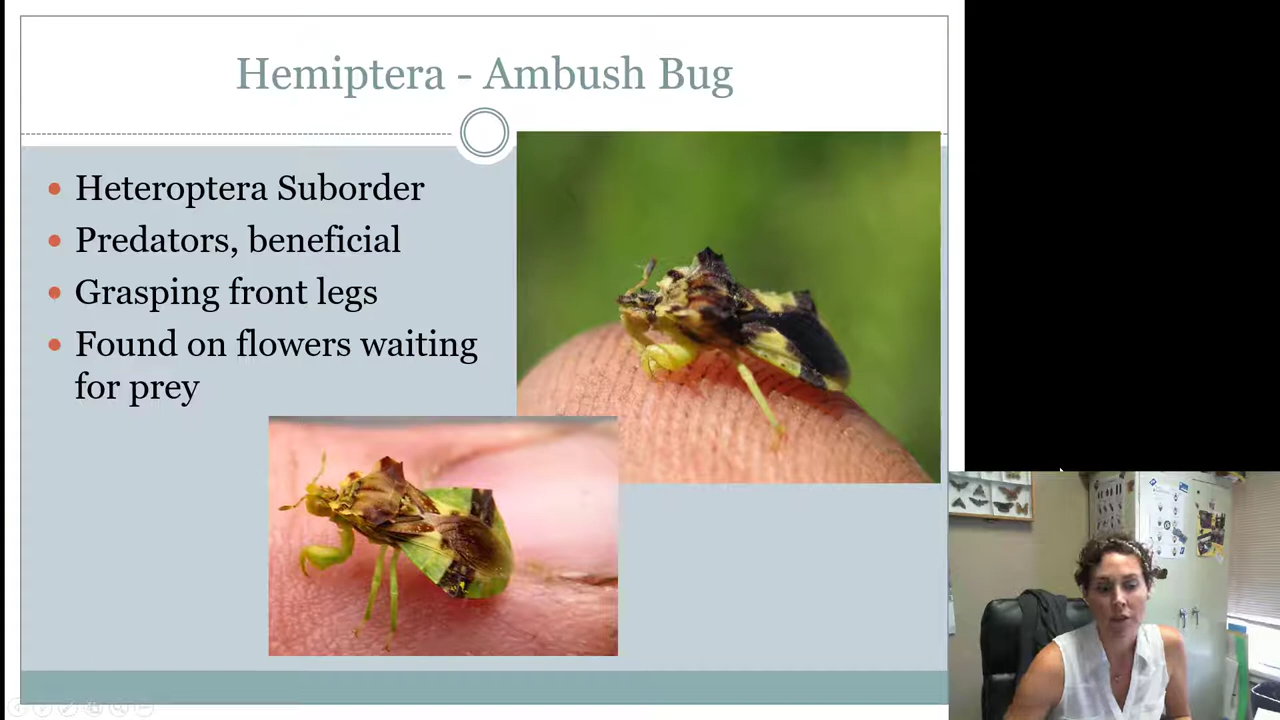 Hemiptera - Ambush Bug
• Heteroptera Suborder
• Predators, beneficial
• Grasping front legs
• Found on flowers waiting
for prey